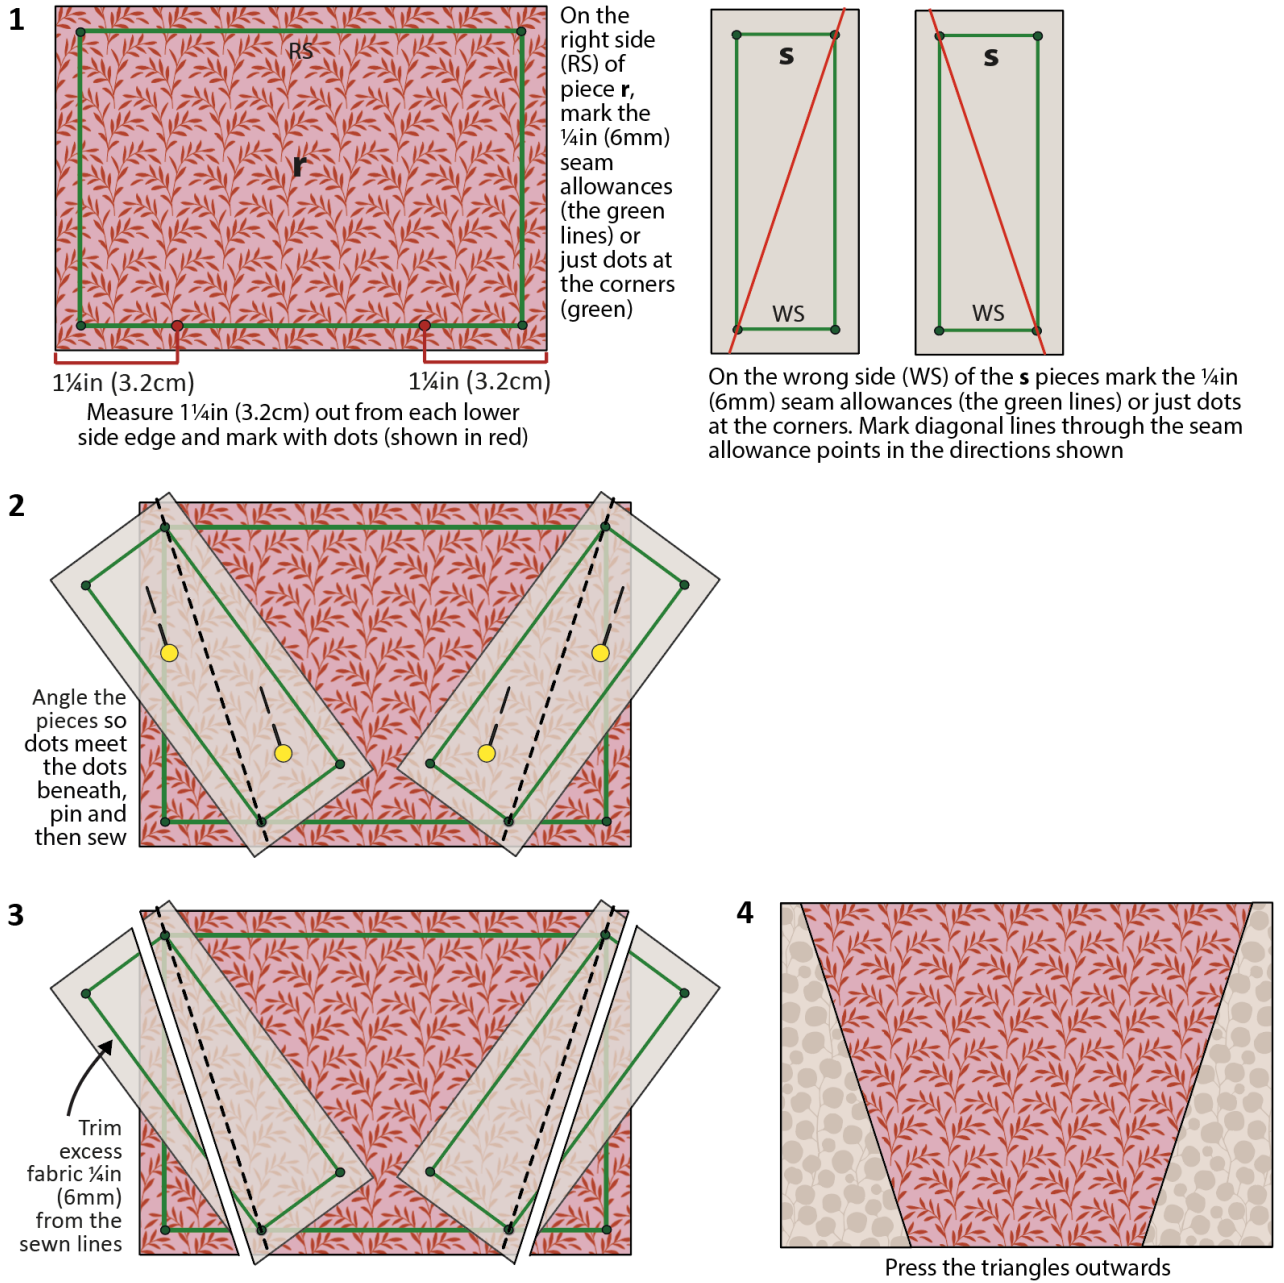 1
RS
r
1¼in (3.2cm)
1¼in (3.2cm)
Measure 1¼in (3.2cm) out from each lower
side edge and mark with dots (shown in red)
On the
right side
(RS) of
piece r,
mark the
¼in (6mm)
seam
allowances
(the green
lines) or
just dots at
the corners
(green)
s
WS
s
WS
On the wrong side (WS) of the s pieces mark the ¼in
(6mm) seam allowances (the green lines) or just dots
at the corners. Mark diagonal lines through the seam
allowance points in the directions shown
2
Angle the
pieces so
dots meet
the dots
beneath,
pin and
then sew
3
Trim
excess
fabric ¼in
(6mm)
from the
sewn lines
4
Press the triangles outwards